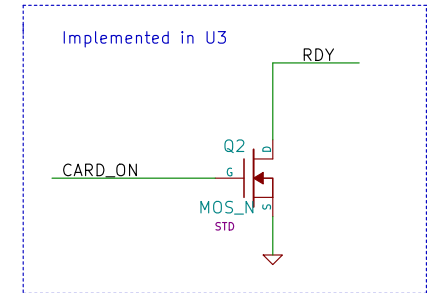 Implemented in U3
RDY
Q2
D
G
CARD_ON
MOS_N
S
STD